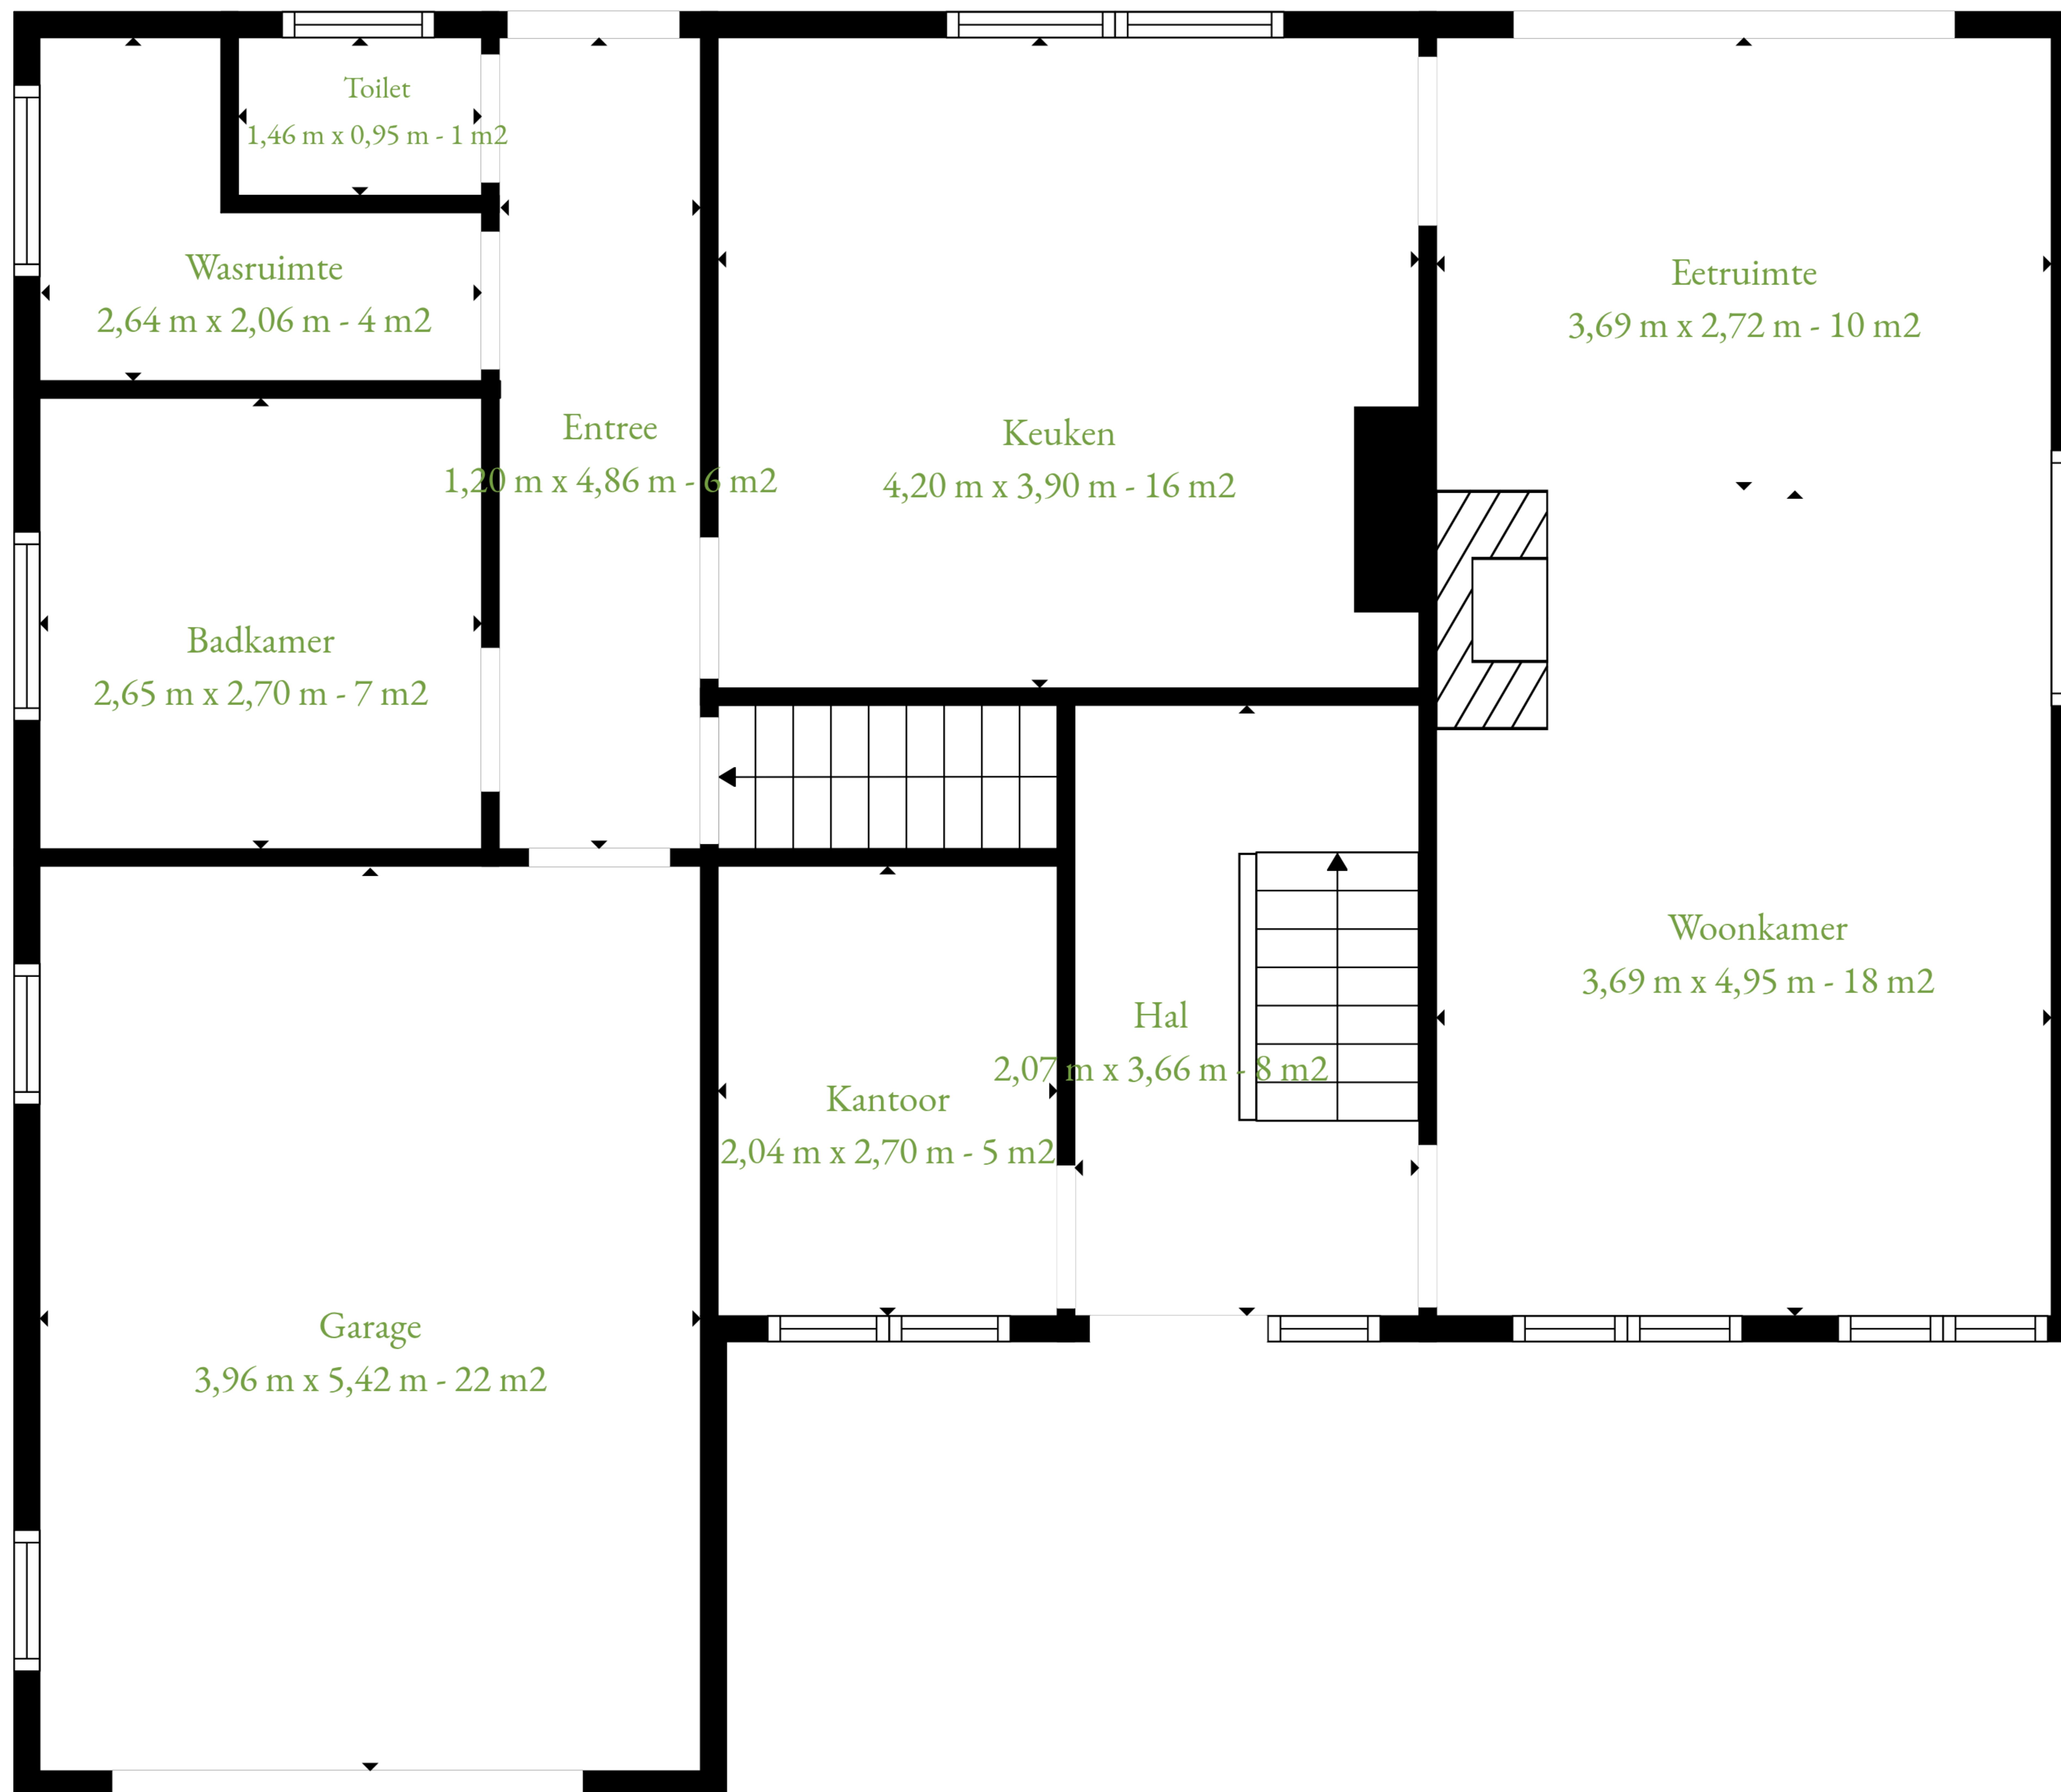 Toilet
1,46 m x 0,95 m - 1 m2
Wasruimte
2,64 m x 2,06 m - 4 m2
Eetruimte
3,69 m x 2,72 m - 10 m2
Entree
1,20 m x 4,86 m - 6 m2
Keuken
4,20 m x 3,90 m - 16 m2
Badkamer
2,65 m x 2,70 m - 7 m2
Woonkamer
3,69 m x 4,95 m - 18 m2
Hal
2,07 m x 3,66 m - 8 m2
Kantoor
2,04 m x 2,70 m - 5 m2
Garage
3,96 m x 5,42 m - 22 m2